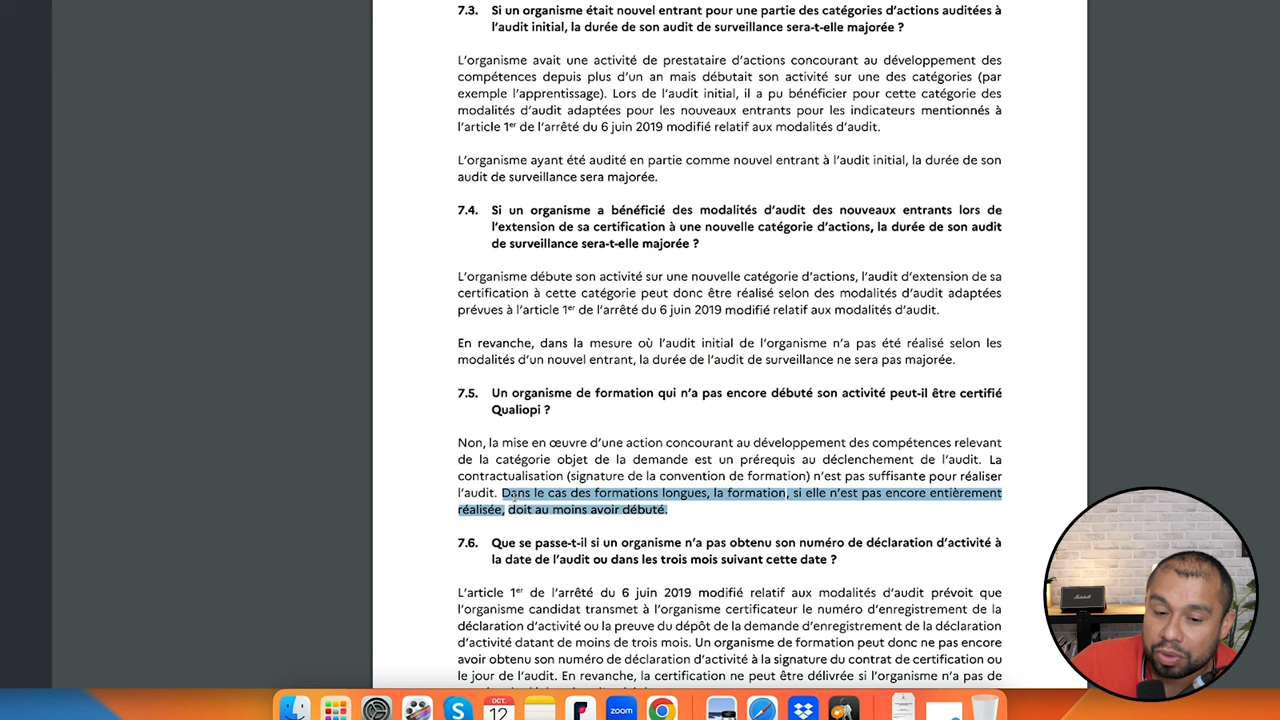 7.3. Si un organisme était nouvel entrant pour une partie des catégories d'actions auditées à
l'audit initial, la durée de son audit de surveillance sera-t-elle majorée ?
L'organisme avait une activité de prestataire d'actions concourant au développement des
compétences depuis plus d'un an mais débutait son activité sur une des catégories (par
exemple l'apprentissage). Lors de l'audit initial, il a pu bénéficier pour cette catégorie des
modalités d'audit adaptées pour les nouveaux entrants pour les indicateurs mentionnés à
l'article 1er de l'arrêté du 6 juin 2019 modifié relatif aux modalités d'audit.
L'organisme ayant été audité en partie comme nouvel entrant à l'audit initial, la durée de son
audit de surveillance sera majorée.
7.4. Si un organisme a bénéficié des modalités d'audit des nouveaux entrants lors de
l'extension de sa certification à une nouvelle catégorie d'actions, la durée de son audit
de surveillance sera-t-elle majorée ?
L'organisme débute son activité sur une nouvelle catégorie d'actions, l'audit d'extension de sa
certification à cette catégorie peut donc être réalisé selon des modalités d'audit adaptées
prévues à l'article 1er de l'arrêté du 6 juin 2019 modifié relatif aux modalités d'audit.
En revanche, dans la mesure où l'audit initial de l'organisme n'a pas été réalisé selon les
modalités d'un nouvel entrant, la durée de l'audit de surveillance ne sera pas majorée.
7.5. Un organisme de formation qui n'a pas encore débuté son activité peut-il être certifié
Qualiopi ?
Non, la mise en œuvre d'une action concourant au développement des compétences relevant
de la catégorie objet de la demande est un prérequis au déclenchement de l'audit. La
contractualisation (signature de la convention de formation) n'est pas suffisante pour réaliser
l'audit. Dans le cas des formations longues, la formation, si elle n'est pas encore entièrement
réalisée, doit au moins avoir débuté.
7.6. Que se passe-t-il si un organisme n'a pas obtenu son numéro de déclaration d'activité à
la date de l'audit ou dans les trois mois suivant cette date ?
L'article 1er de l'arrêté du 6 juin 2019 modifié relatif aux modalités d'audit prévoit que
l'organisme candidat transmet à l'organisme certificateur le numéro d'enregistrement de la
déclaration d'activité ou la preuve du dépôt de la demande d'enregistrement de la déclaration
d'activité datant de moins de trois mois. Un organisme de formation peut donc ne pas encore
avoir obtenu son numéro de déclaration d'activité à la signature du contrat de certification ou
le jour de l'audit. En revanche, la certification ne peut être délivrée si l'organisme n'a pas de
Marshall
OCT.
12
zoom